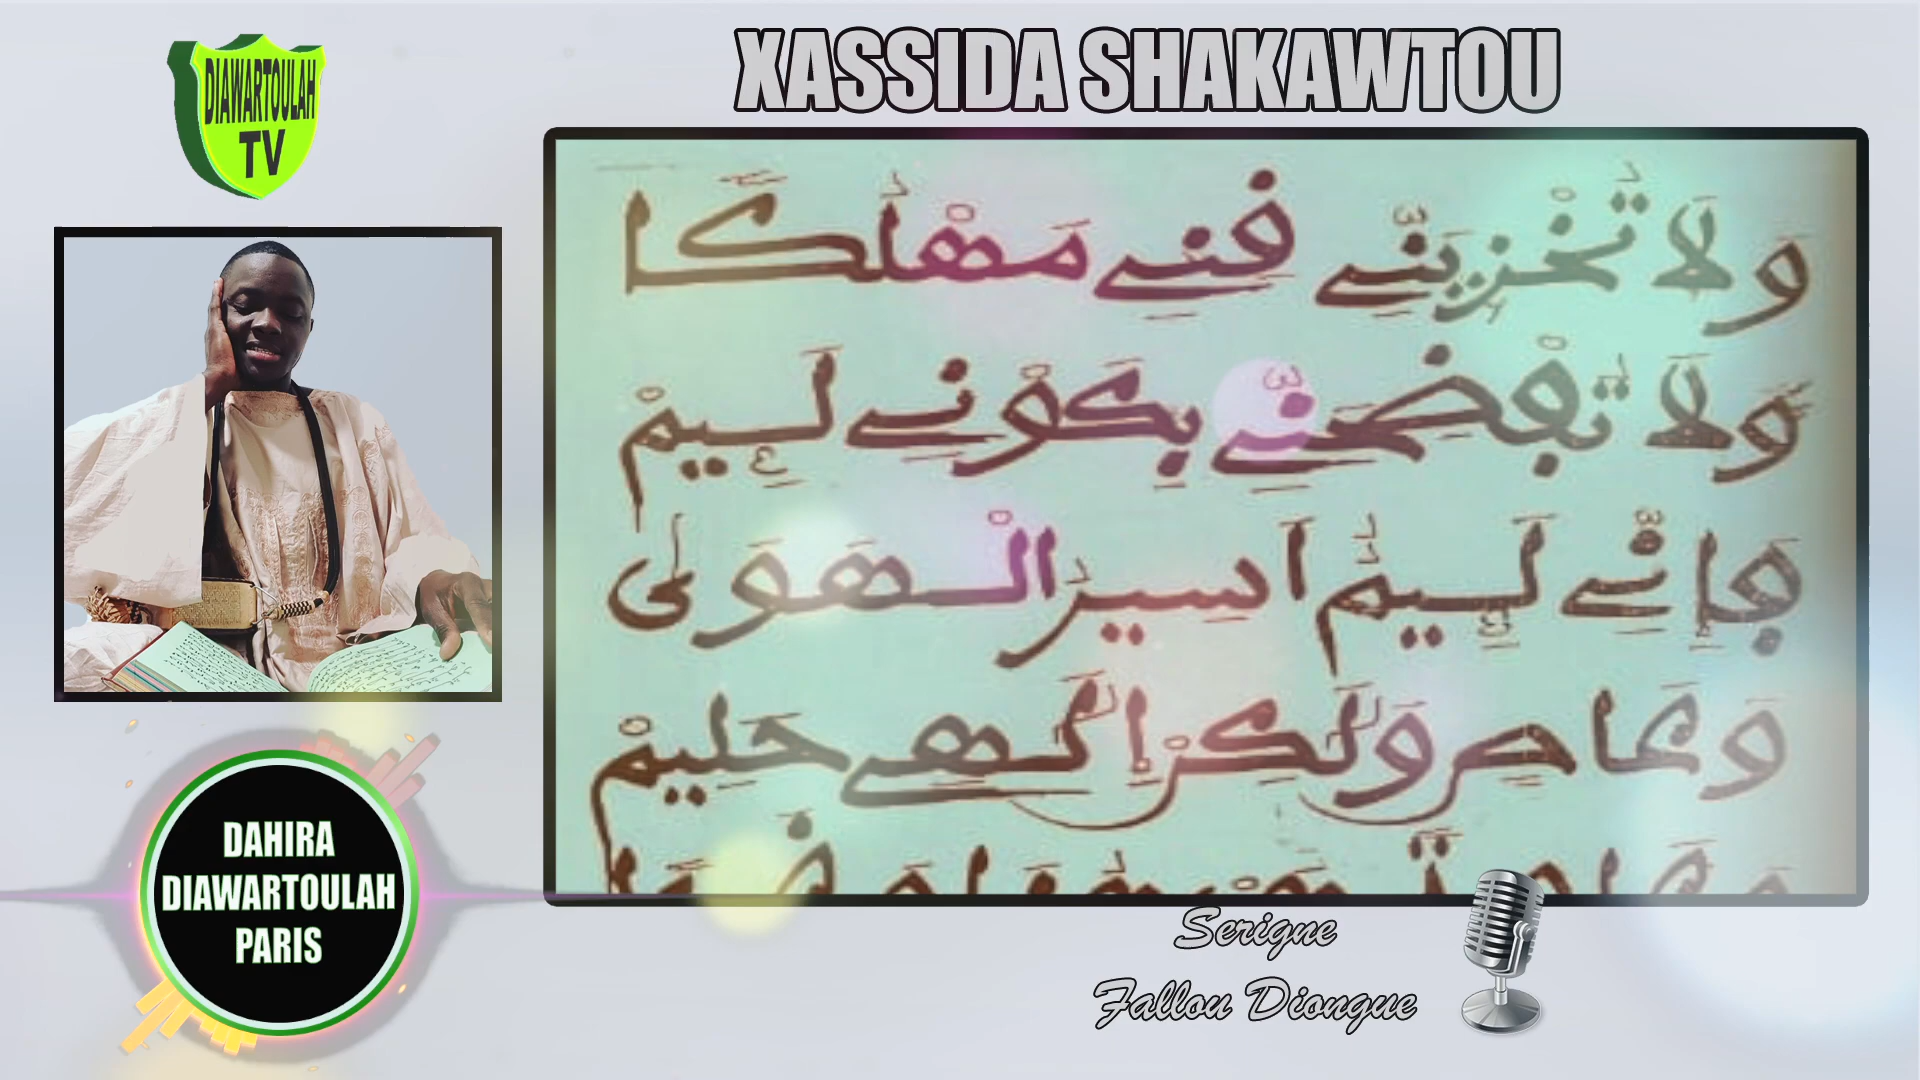 XASSIDA SHAKAWTOU
DIAWARTOULAH
TV
وَلَا تُخْزِيَنِّي فِنِي مَهْلَكًا
وَلَا تَفْضَحَنِّي بِكَوْنِي لَئِيمْ
فَإِنِّي لَئِيمٌ أَسِيرُ الْهَوَى
وَعَاصٍ وَلَكِنْ إِلَهِي حَلِيمْ
DAHIRA
DIAWARTOULAH
PARIS
Serigne
Fallou Diongue